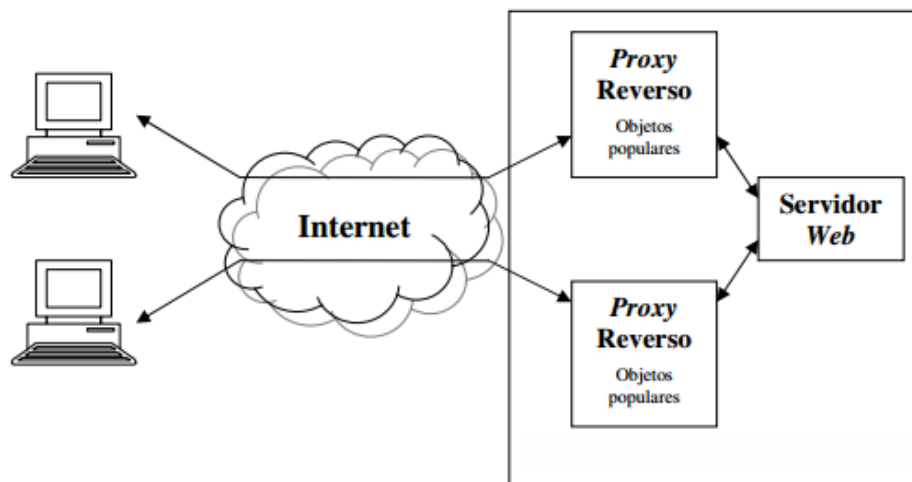 Proxy
Reverso
Objetos
populares
Internet
Servidor
Web
Proxy
Reverso
Objetos
populares